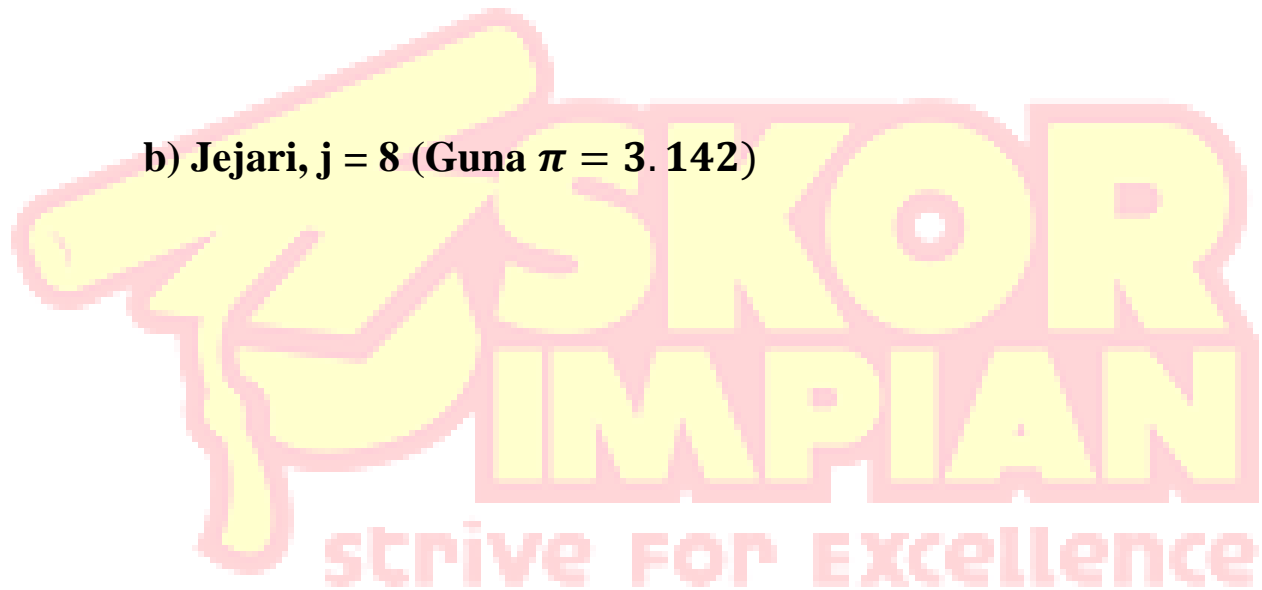 b) Jejari, j = 8 (Guna π = 3.142)
SKOR
IMPIAN
strive FOR Excellence